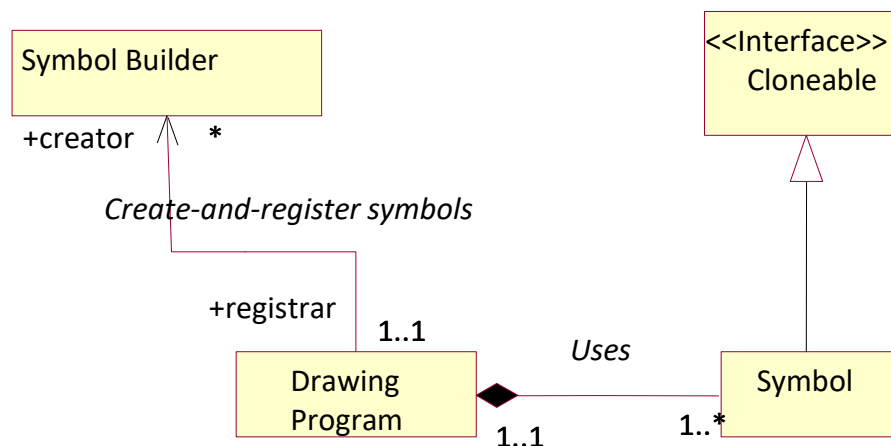 <<Interface>>
Cloneable
Symbol Builder
+creator
*
Create-and-register symbols
+registrar
1..1
Uses
Drawing
Program
Symbol
1..1
1..*